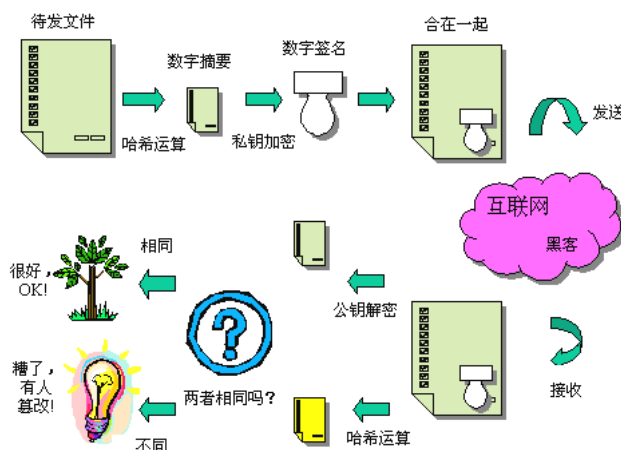 待发文件
数字摘要
数字签名
合在一起
哈希运算
私钥加密
发送
互联网
黑客
接收
公钥解密
哈希运算
两者相同吗？
相同
很好，
OK!
不同
糟了，
有人
篡改!